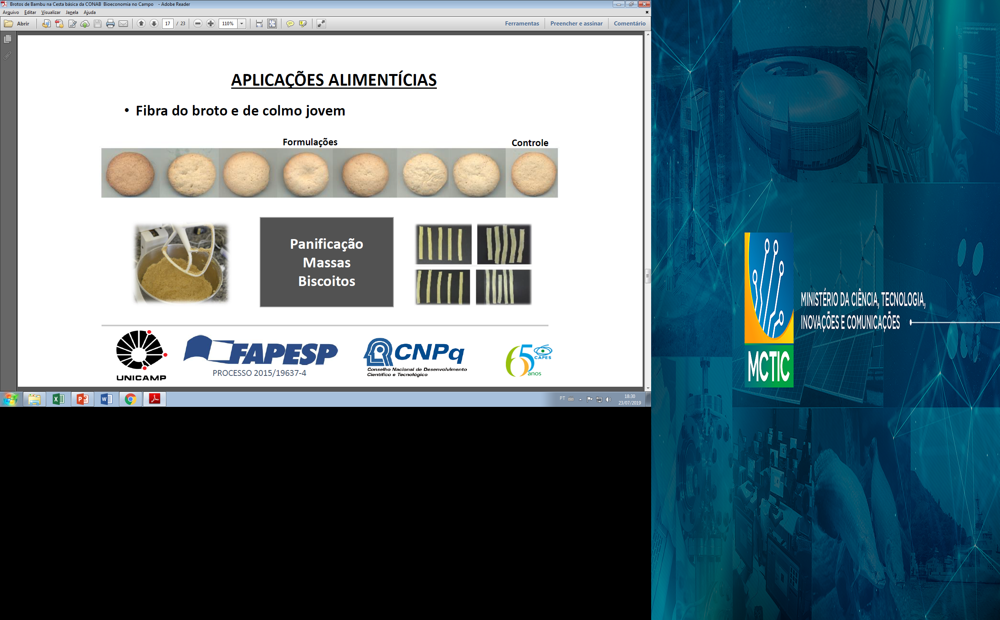 Brotos de Bambu na Cesta básica da CONAB Bioeconomia no Campo - Adobe Reader
Arquivo Editar Visualizar Janela Ajuda
Abrir 17 / 23 110% Ferramentas Preencher e assinar Comentário
APLICAÇÕES ALIMENTÍCIAS
• Fibra do broto e de colmo jovem
Formulações Controle
Panificação
Massas
Biscoitos
UNICAMP
FAPESP
PROCESSO 2015/19637-4
CNPq
Conselho Nacional de Desenvolvimento
Científico e Tecnológico
65
CAPES
anos
PT 18:30
23/07/2019
MINISTÉRIO DA CIÊNCIA, TECNOLOGIA,
INOVAÇÕES E COMUNICAÇÕES
MCTIC